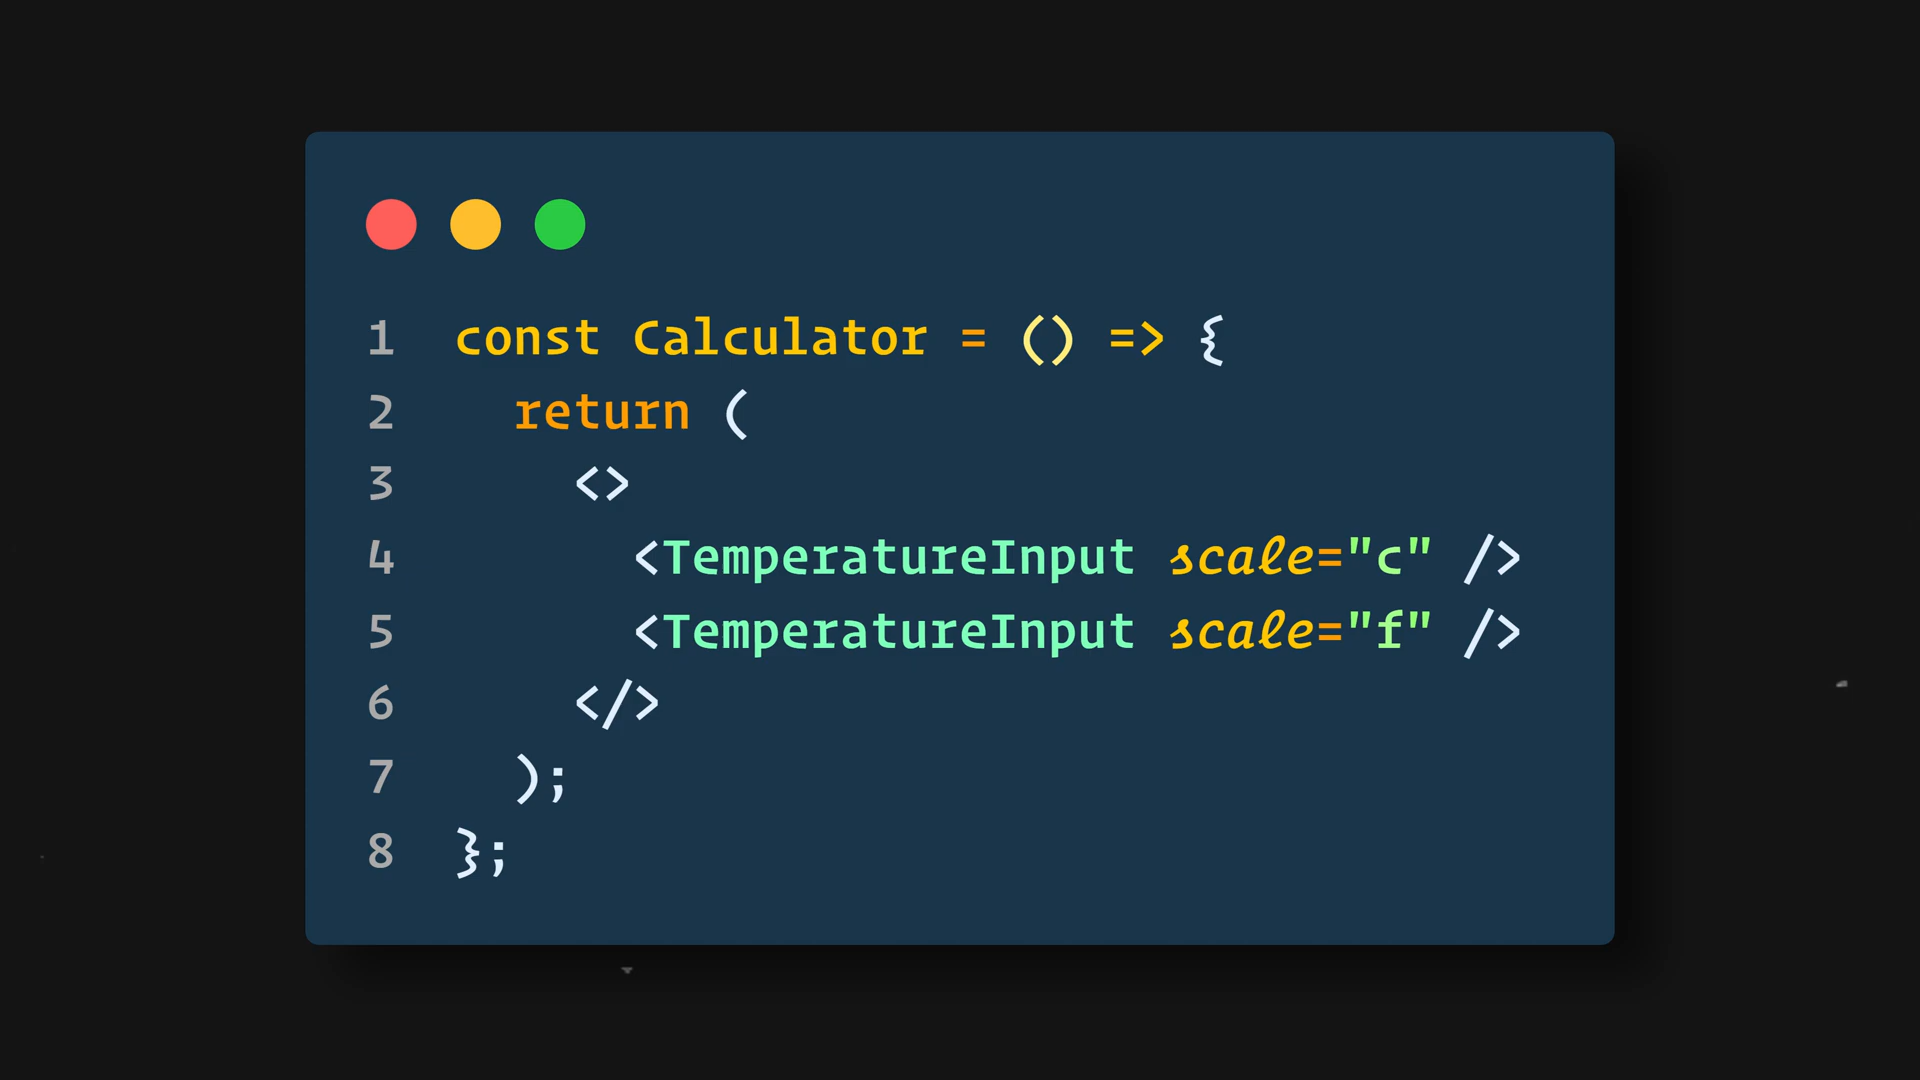 1 const Calculator = () => {
2 return (
3 <>
4 <TemperatureInput scale="c" />
5 <TemperatureInput scale="f" />
6 </>
7 );
8 };